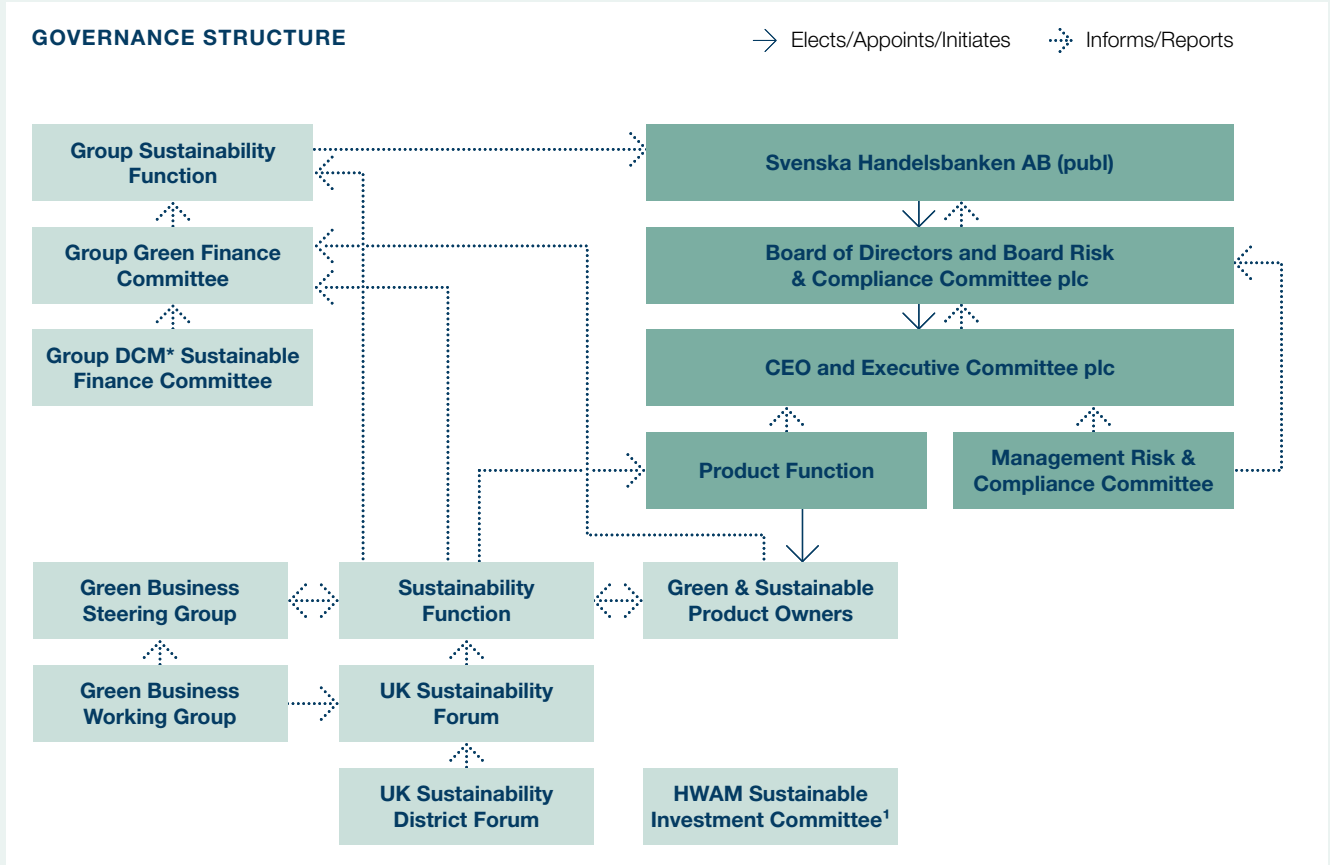 GOVERNANCE STRUCTURE
Elects/Appoints/Initiates
Informs/Reports
Group Sustainability
Function
Svenska Handelsbanken AB (publ)
Group Green Finance
Committee
Board of Directors and Board Risk
& Compliance Committee plc
Group DCM* Sustainable
Finance Committee
CEO and Executive Committee plc
Product Function
Management Risk &
Compliance Committee
Green Business
Steering Group
Sustainability
Function
Green & Sustainable
Product Owners
Green Business
Working Group
UK Sustainability
Forum
UK Sustainability
District Forum
HWAM Sustainable
Investment Committee¹